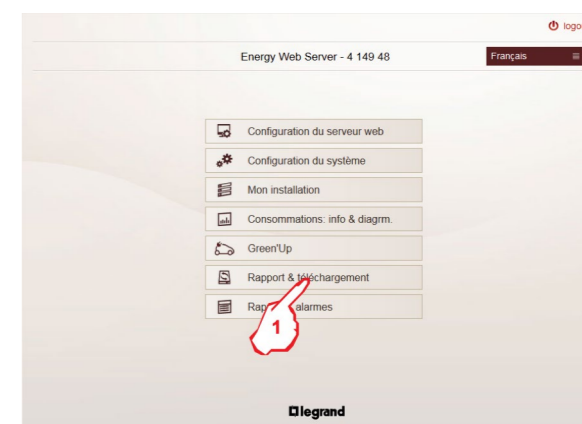 logo
Energy Web Server - 4 149 48
Français
Configuration du serveur web
Configuration du système
Mon installation
Consommations: info & diagrm.
Green'Up
Rapport & téléchargement
alarmes
1
legrand